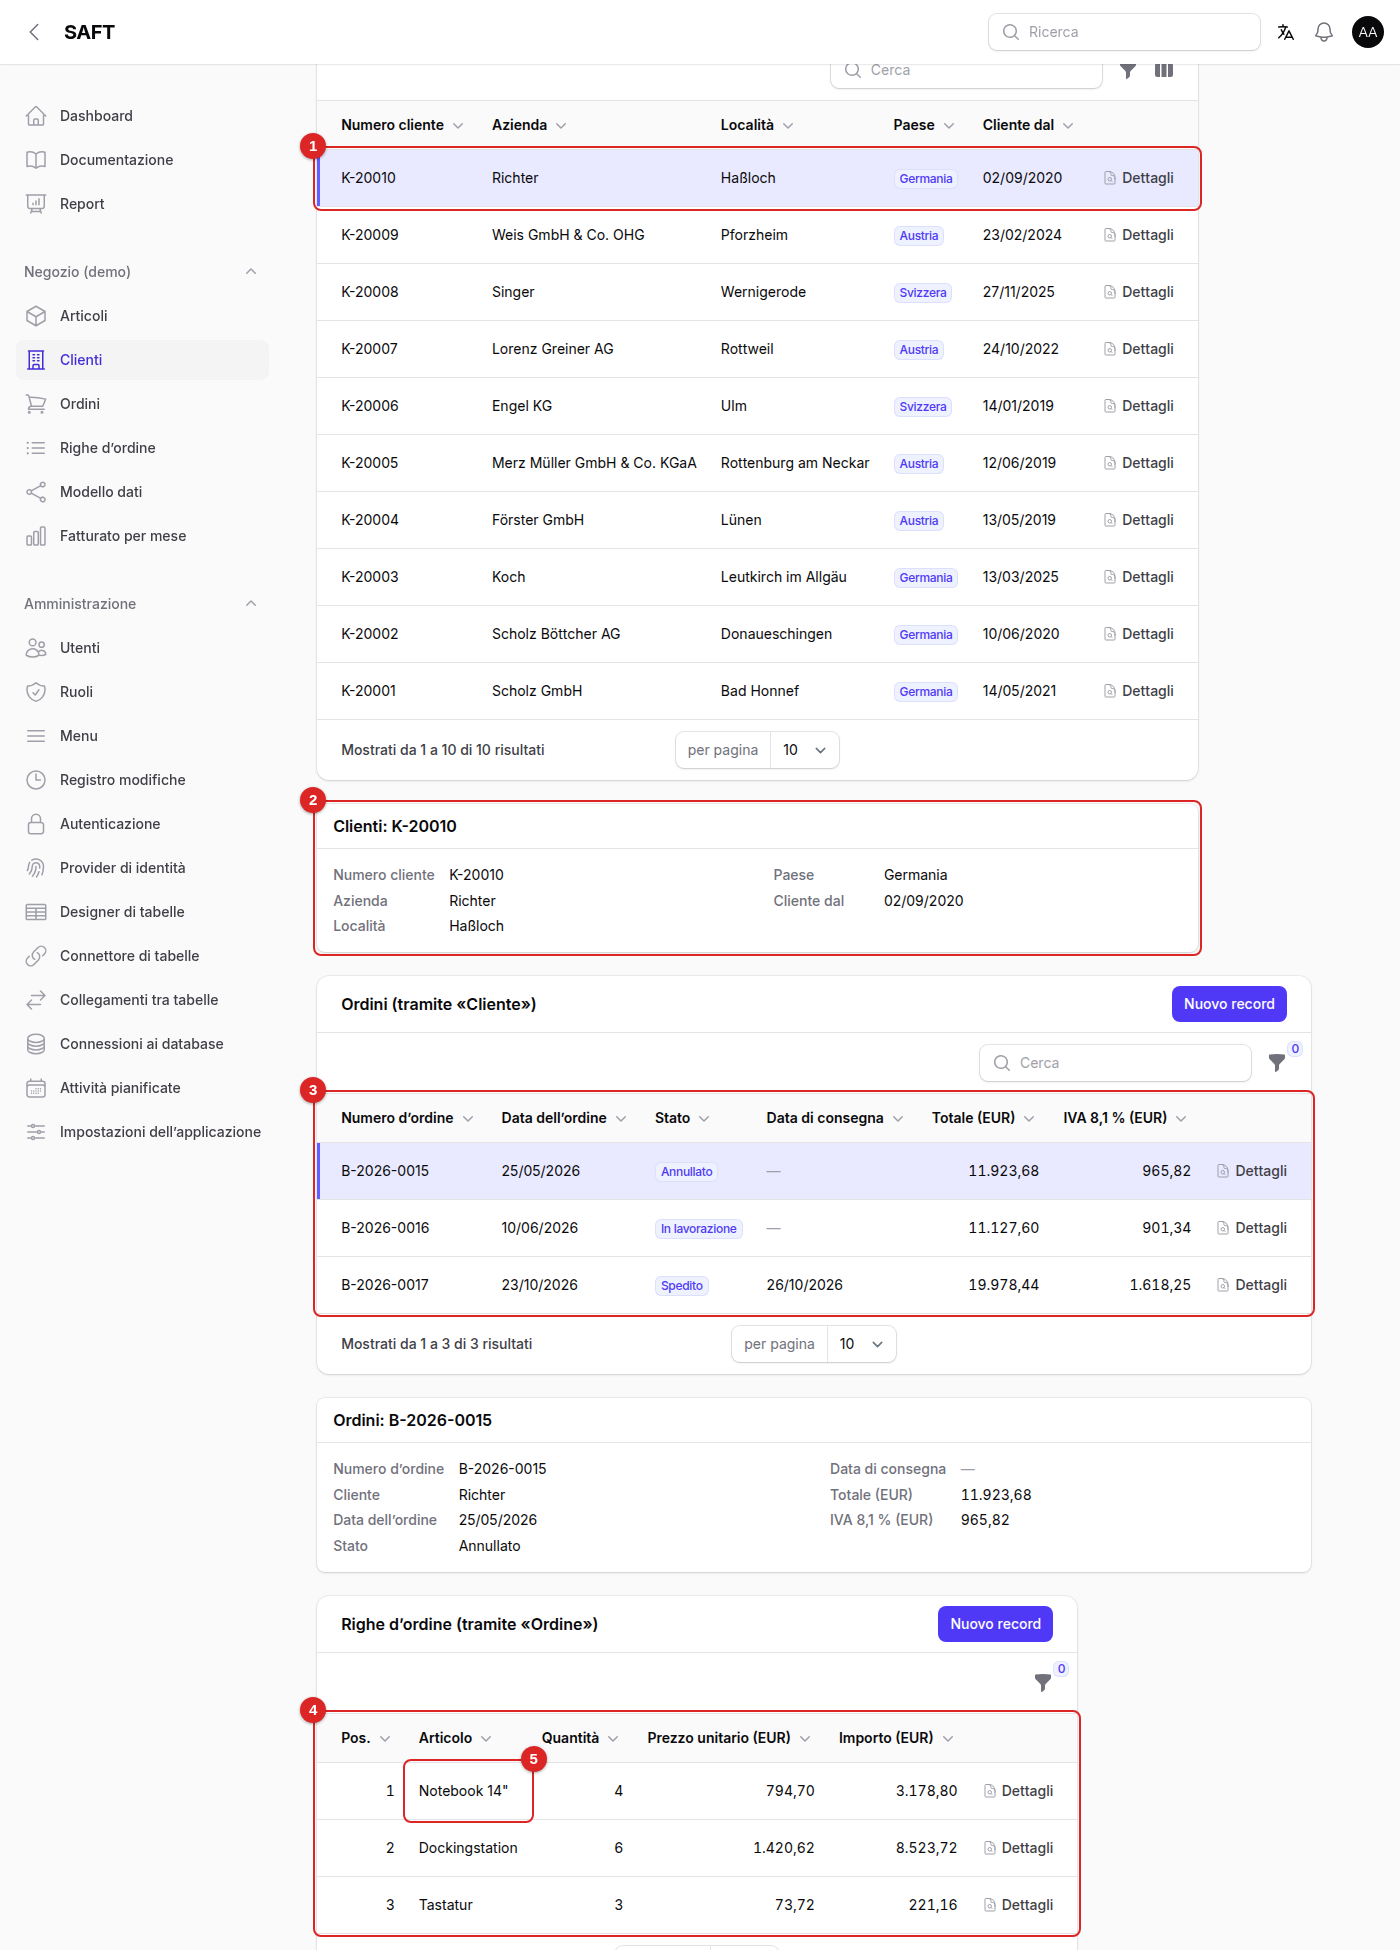 SAFT
Ricerca
AA
Dashboard
Documentazione
Report
Negozio (demo)
Articoli
Clienti
Ordini
Righe d'ordine
Modello dati
Fatturato per mese
Amministrazione
Utenti
Ruoli
Menu
Registro modifiche
Autenticazione
Provider di identità
Designer di tabelle
Connettore di tabelle
Collegamenti tra tabelle
Connessioni ai database
Attività pianificate
Impostazioni dell'applicazione
Cerca
Numero cliente Azienda Località Paese Cliente dal
1
K-20010 Richter Haßloch Germania 02/09/2020 Dettagli
K-20009 Weis GmbH & Co. OHG Pforzheim Austria 23/02/2024 Dettagli
K-20008 Singer Wernigerode Svizzera 27/11/2025 Dettagli
K-20007 Lorenz Greiner AG Rottweil Austria 24/10/2022 Dettagli
K-20006 Engel KG Ulm Svizzera 14/01/2019 Dettagli
K-20005 Merz Müller GmbH & Co. KGaA Rottenburg am Neckar Austria 12/06/2019 Dettagli
K-20004 Förster GmbH Lünen Austria 13/05/2019 Dettagli
K-20003 Koch Leutkirch im Allgäu Germania 13/03/2025 Dettagli
K-20002 Scholz Böttcher AG Donaueschingen Germania 10/06/2020 Dettagli
K-20001 Scholz GmbH Bad Honnef Germania 14/05/2021 Dettagli
Mostrati da 1 a 10 di 10 risultati per pagina 10
2
Clienti: K-20010
Numero cliente K-20010 Paese Germania
Azienda Richter Cliente dal 02/09/2020
Località Haßloch
Ordini (tramite «Cliente») Nuovo record
Cerca 0
3
Numero d'ordine Data dell'ordine Stato Data di consegna Totale (EUR) IVA 8,1 % (EUR)
B-2026-0015 25/05/2026 Annullato — 11.923,68 965,82 Dettagli
B-2026-0016 10/06/2026 In lavorazione — 11.127,60 901,34 Dettagli
B-2026-0017 23/10/2026 Spedito 26/10/2026 19.978,44 1.618,25 Dettagli
Mostrati da 1 a 3 di 3 risultati per pagina 10
Ordini: B-2026-0015
Numero d'ordine B-2026-0015 Data di consegna —
Cliente Richter Totale (EUR) 11.923,68
Data dell'ordine 25/05/2026 IVA 8,1 % (EUR) 965,82
Stato Annullato
Righe d'ordine (tramite «Ordine») Nuovo record
0
4
Pos. Articolo Quantità Prezzo unitario (EUR) Importo (EUR)
5
1 Notebook 14" 4 794,70 3.178,80 Dettagli
2 Dockingstation 6 1.420,62 8.523,72 Dettagli
3 Tastatur 3 73,72 221,16 Dettagli